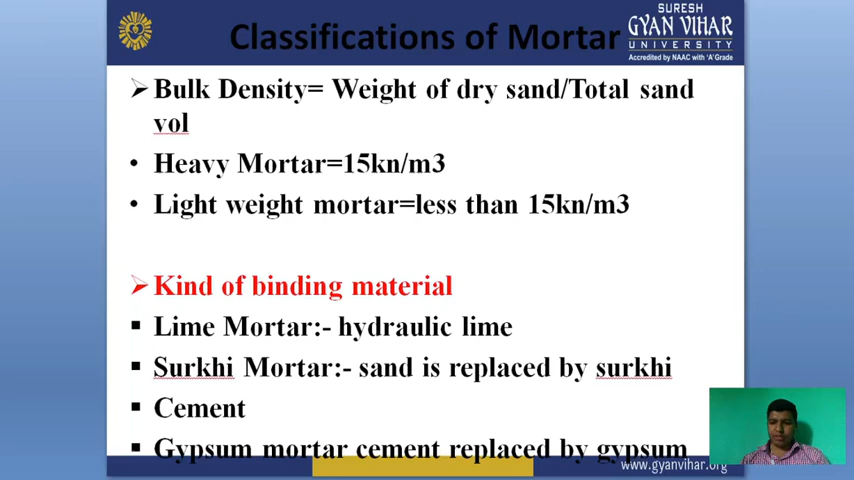 Classifications of Mortar
SURESH
GYAN VIHAR
UNIVERSITY
Accredited by NAAC with 'A' Grade
Bulk Density= Weight of dry sand/Total sand
vol
Heavy Mortar=15kn/m3
Light weight mortar=less than 15kn/m3
Kind of binding material
Lime Mortar:- hydraulic lime
Surkhi Mortar:- sand is replaced by surkhi
Cement
Gypsum mortar cement replaced by gypsum
www.gyanvihar.org